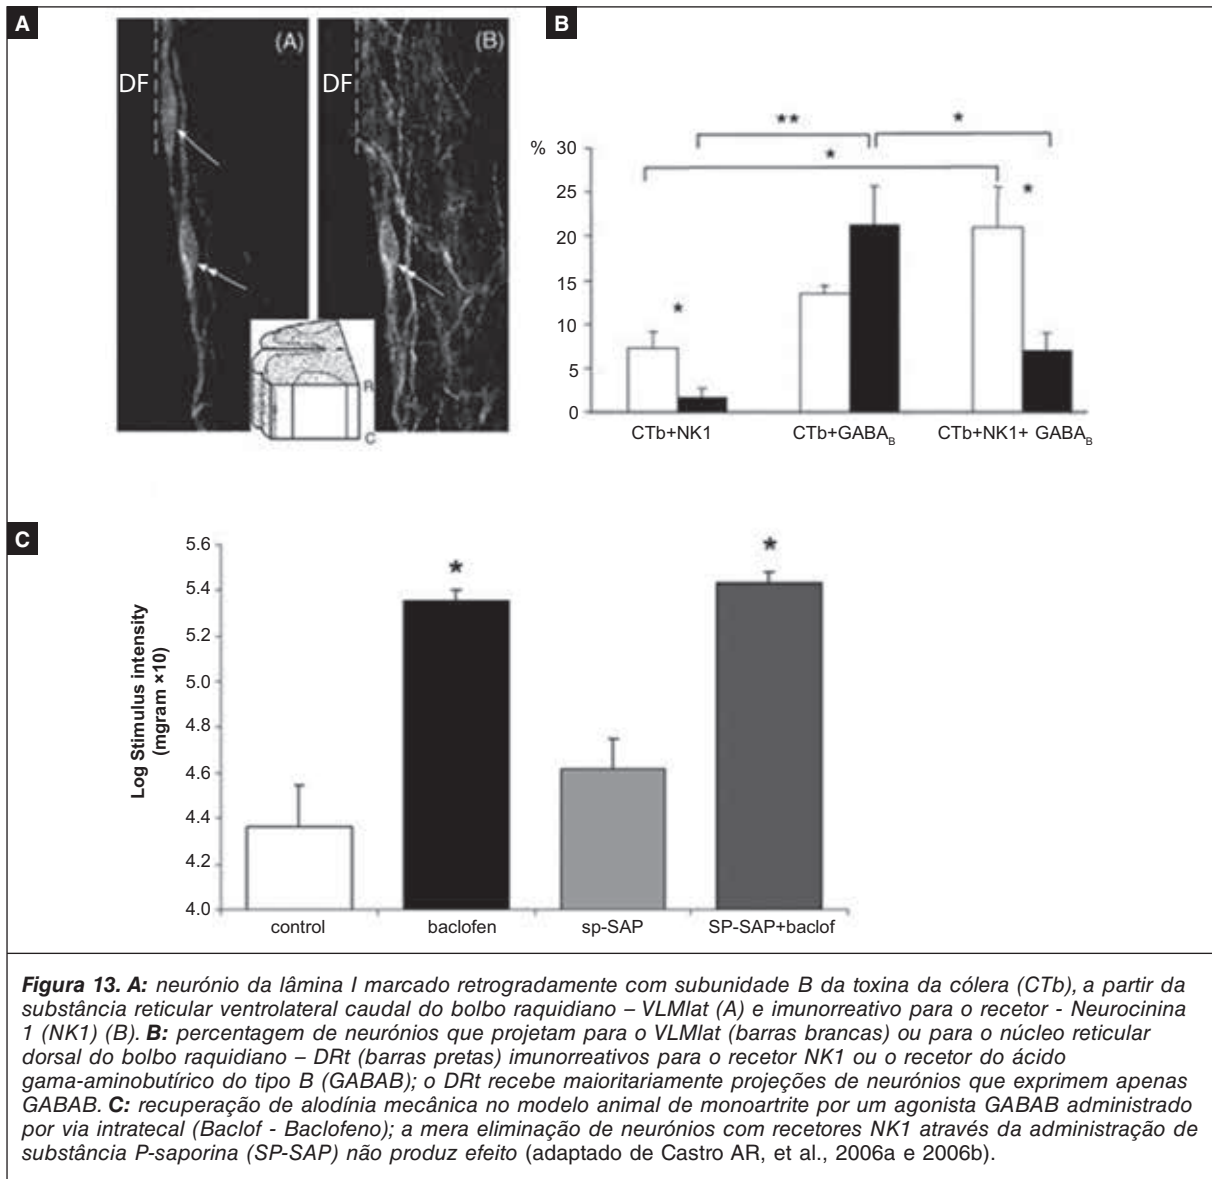 A
(A)
(B)
DF
DF
R
C
B
**
*
*
*
*
%
30
25
20
15
10
5
0
CTb+NK1
CTb+GABA_B
CTb+NK1+ GABA_B
C
Log Stimulus intensity
(mgram ×10)
5.6
5.4
5.2
5.0
4.8
4.6
4.4
4.2
4.0
*
*
control
baclofen
sp-SAP
SP-SAP+baclof
Figura 13. A: neurónio da lâmina I marcado retrogradamente com subunidade B da toxina da cólera (CTb), a partir da
substância reticular ventrolateral caudal do bolbo raquidiano – VLMlat (A) e imunorreativo para o recetor - Neurocinina
1 (NK1) (B). B: percentagem de neurónios que projetam para o VLMlat (barras brancas) ou para o núcleo reticular
dorsal do bolbo raquidiano – DRt (barras pretas) imunorreativos para o recetor NK1 ou o recetor do ácido
gama-aminobutírico do tipo B (GABAB); o DRt recebe maioritariamente projeções de neurónios que exprimem apenas
GABAB. C: recuperação de alodínia mecânica no modelo animal de monoartrite por um agonista GABAB administrado
por via intratecal (Baclof - Baclofeno); a mera eliminação de neurónios com recetores NK1 através da administração de
substância P-saporina (SP-SAP) não produz efeito (adaptado de Castro AR, et al., 2006a e 2006b).